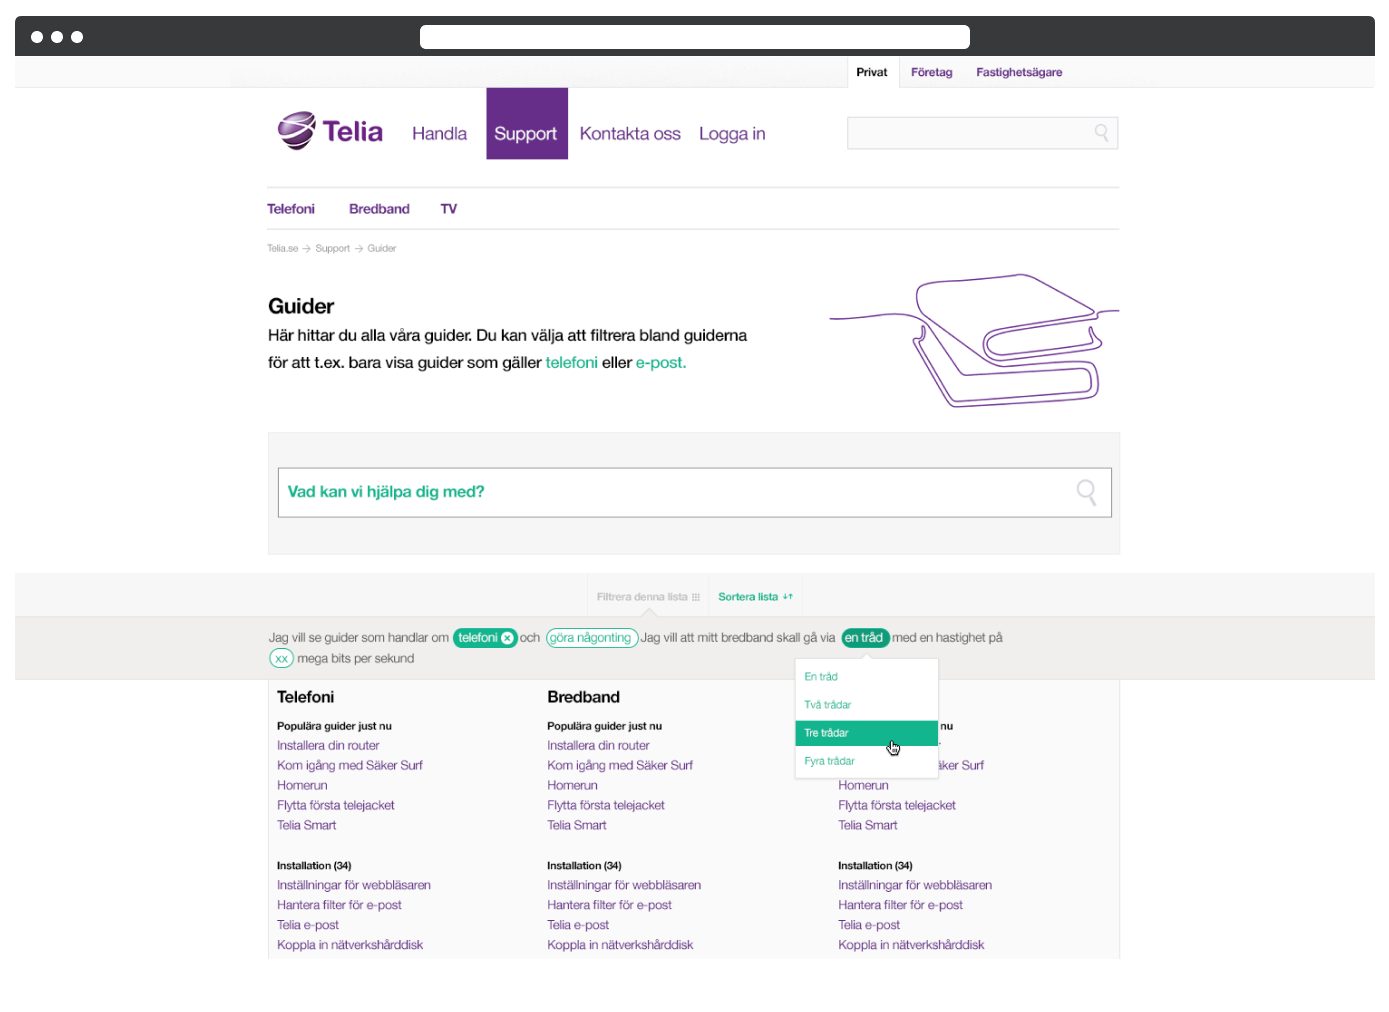 Privat Företag Fastighetsägare
Telia Handla Support Kontakta oss Logga in
Telefoni Bredband TV
Telia.se → Support → Guider
Guider
Här hittar du alla våra guider. Du kan välja att filtrera bland guiderna
för att t.ex. bara visa guider som gäller telefoni eller e-post.
Vad kan vi hjälpa dig med?
Filtrera denna lista Sortera lista
Jag vill se guider som handlar om telefoni och göra någonting Jag vill att mitt bredband skall gå via en tråd med en hastighet på
xx mega bits per sekund
En tråd
Två trådar
Tre trådar
Fyra trådar
Telefoni
Populära guider just nu
Installera din router
Kom igång med Säker Surf
Homerun
Flytta första telejacket
Telia Smart
Installation (34)
Inställningar för webbläsaren
Hantera filter för e-post
Telia e-post
Koppla in nätverkshårddisk
Bredband
Populära guider just nu
Installera din router
Kom igång med Säker Surf
Homerun
Flytta första telejacket
Telia Smart
Installation (34)
Inställningar för webbläsaren
Hantera filter för e-post
Telia e-post
Koppla in nätverkshårddisk
nu
Surf
Homerun
Flytta första telejacket
Telia Smart
Installation (34)
Inställningar för webbläsaren
Hantera filter för e-post
Telia e-post
Koppla in nätverkshårddisk